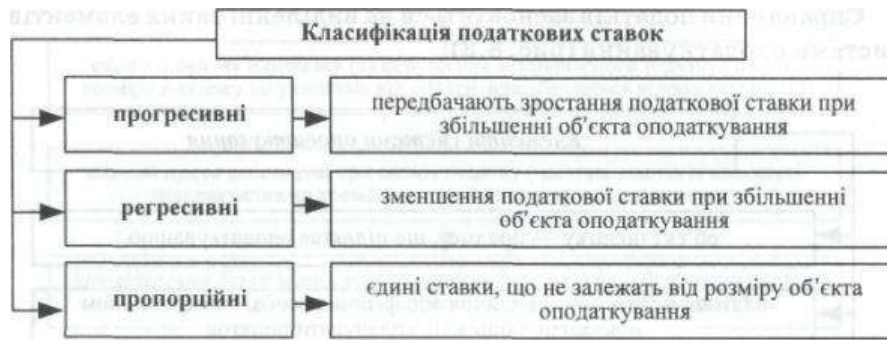 Класифікація податкових ставок
прогресивні
передбачають зростання податкової ставки при
збільшенні об’єкта оподаткування
регресивні
зменшення податкової ставки при збільшенні
об’єкта оподаткування
пропорційні
єдині ставки, що не залежать від розміру об’єкта
оподаткування